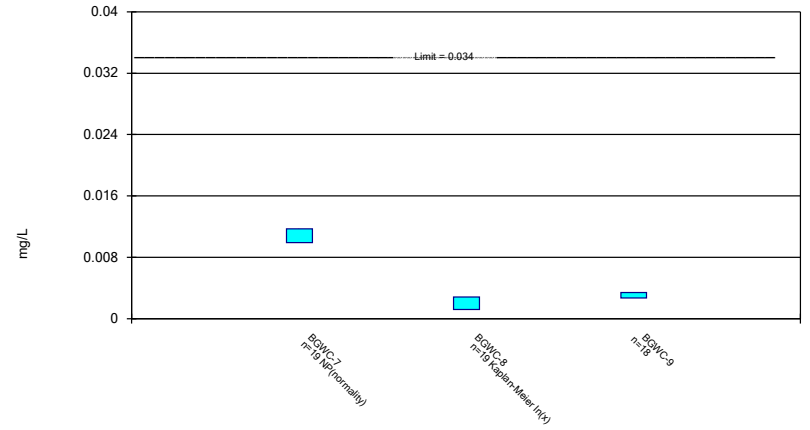 0.04
Limit = 0.034
0.032
0.024
0.016
mg/L
0.008
0
BGWC-7
n=19 NP(normality)
BGWC-8
n=19 Kaplan-Meier ln(x)
BGWC-9
n=18